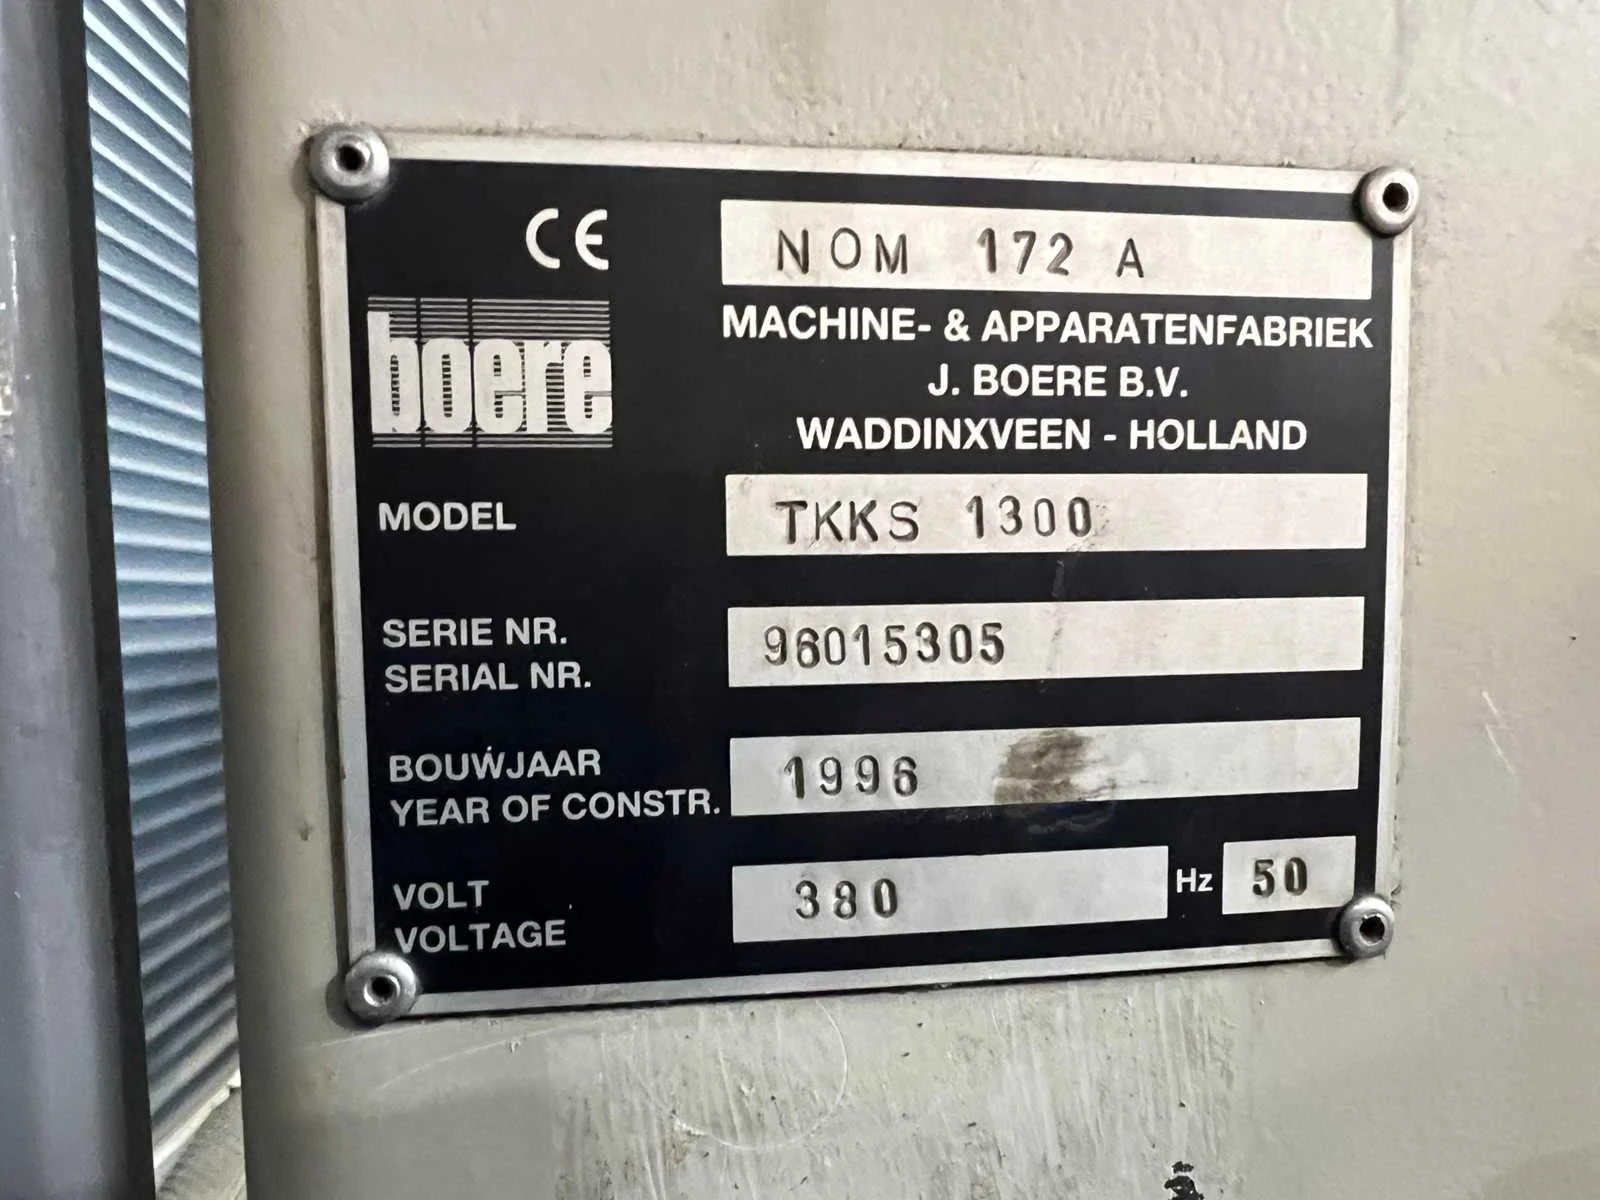 CE
NOM 172 A
boere
MACHINE- & APPARATENFABRIEK
J. BOERE B.V.
WADDINXVEEN - HOLLAND
MODEL TKKS 1300
SERIE NR.
SERIAL NR.
96015305
BOUWJAAR
YEAR OF CONSTR.
1996
VOLT
VOLTAGE
380 Hz 50